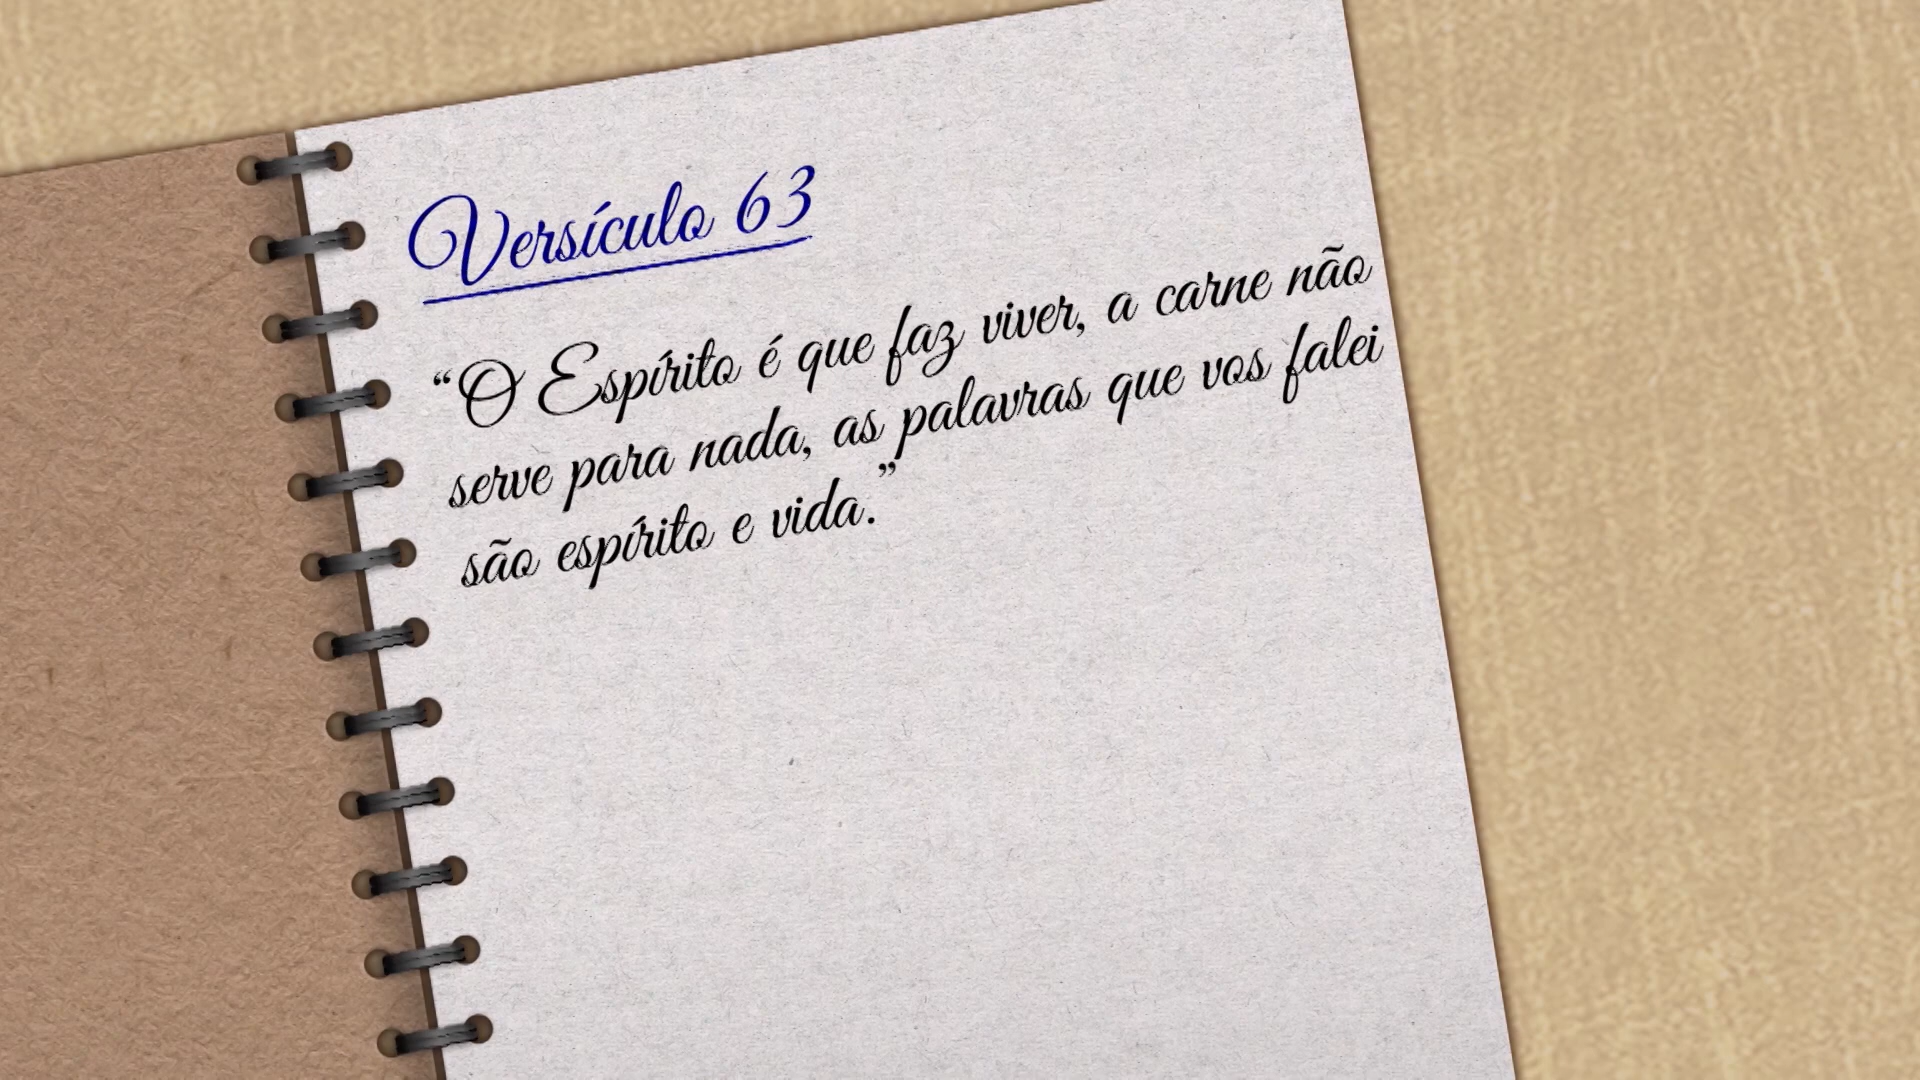 Versículo 63
“O Espírito é que faz viver, a carne não
serve para nada, as palavras que vos falei
são espírito e vida.”